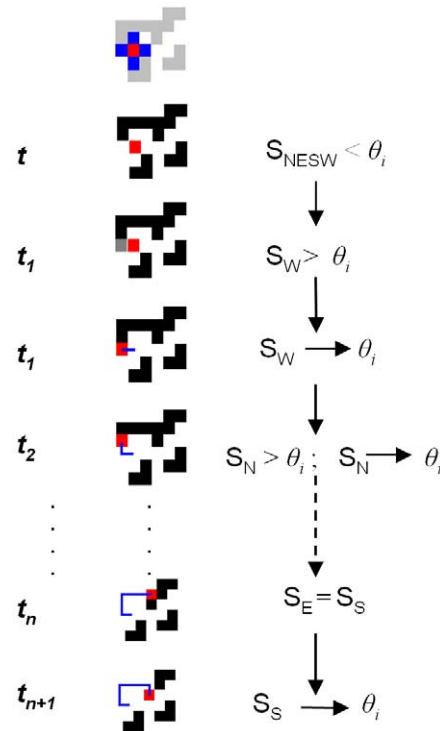 t S_NESW < θ_i
t_1 S_W > θ_i
t_1 S_W → θ_i
t_2 S_N > θ_i ; S_N → θ_i
t_n S_E = S_S
t_n+1 S_S → θ_i